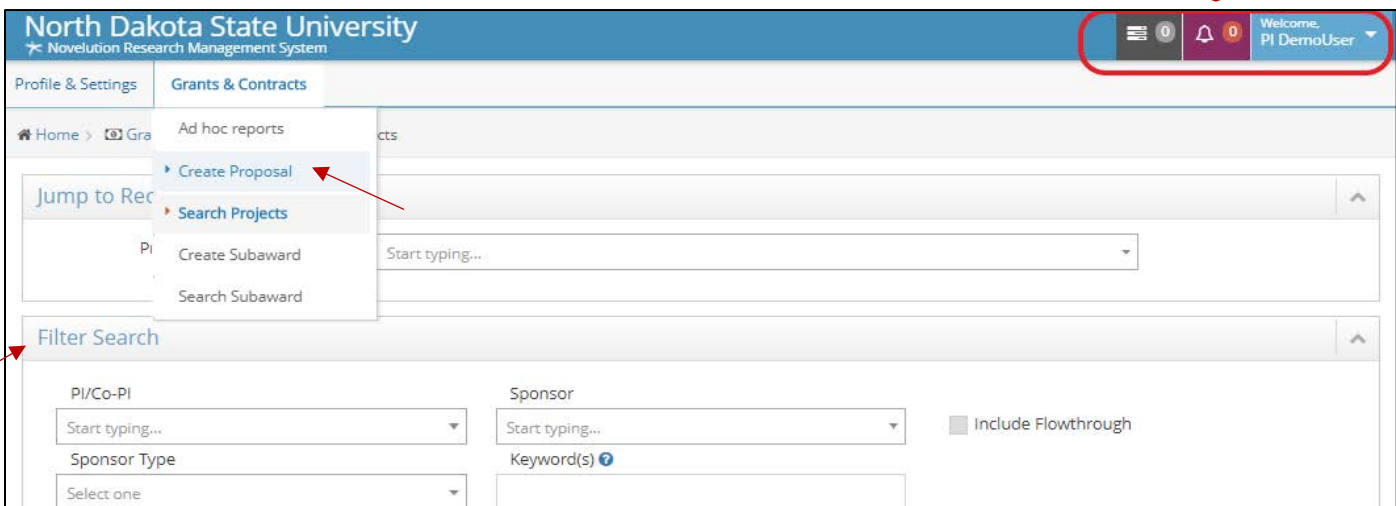 North Dakota State University
Novelution Research Management System
0
0
Welcome,
PI DemoUser
Profile & Settings
Grants & Contracts
Home > Gra
cts
Ad hoc reports
Create Proposal
Search Projects
Create Subaward
Search Subaward
Jump to Rec
Start typing...
Filter Search
PI/Co-PI
Sponsor
Start typing...
Start typing...
Include Flowthrough
Sponsor Type
Keyword(s)
Select one